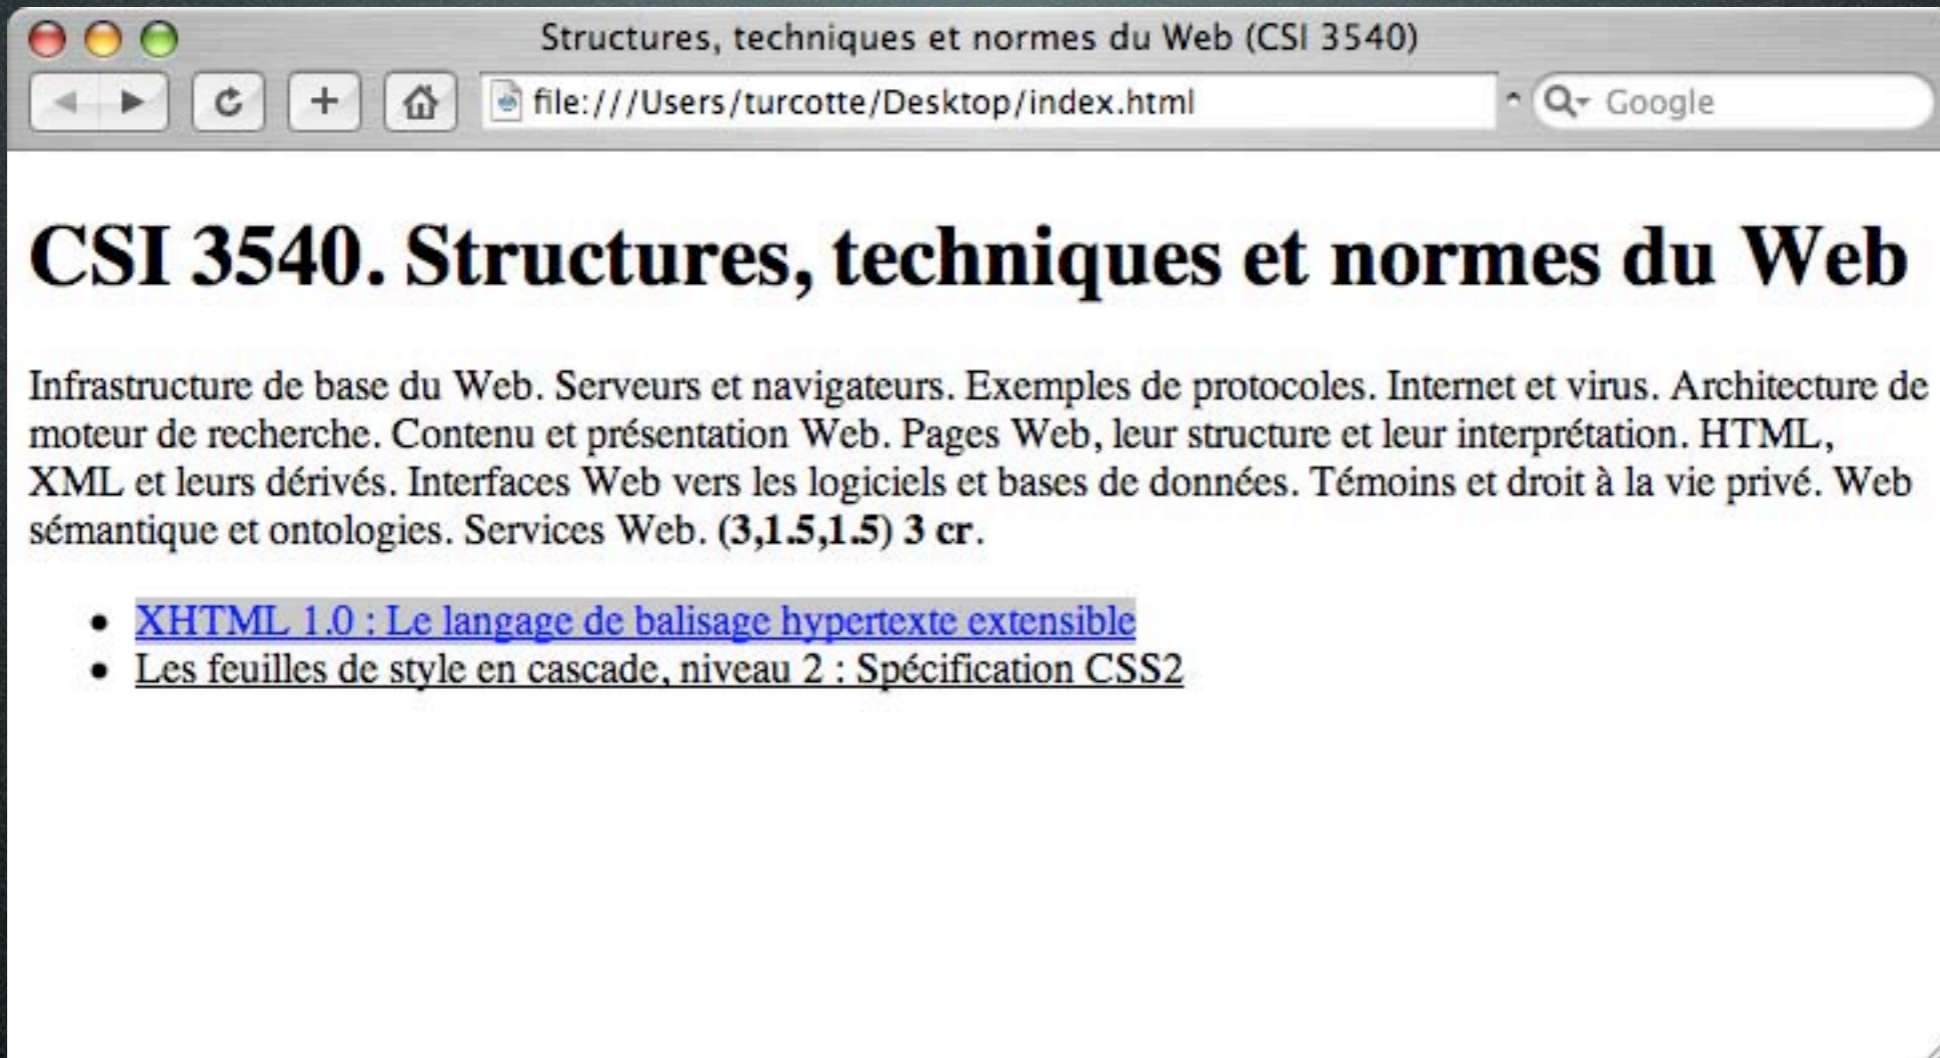 Structures, techniques et normes du Web (CSI 3540)
file:///Users/turcotte/Desktop/index.html
Google
CSI 3540. Structures, techniques et normes du Web
Infrastructure de base du Web. Serveurs et navigateurs. Exemples de protocoles. Internet et virus. Architecture de
moteur de recherche. Contenu et présentation Web. Pages Web, leur structure et leur interprétation. HTML,
XML et leurs dérivés. Interfaces Web vers les logiciels et bases de données. Témoins et droit à la vie privé. Web
sémantique et ontologies. Services Web. (3,1.5,1.5) 3 cr.
• XHTML 1.0 : Le langage de balisage hypertexte extensible
• Les feuilles de style en cascade, niveau 2 : Spécification CSS2